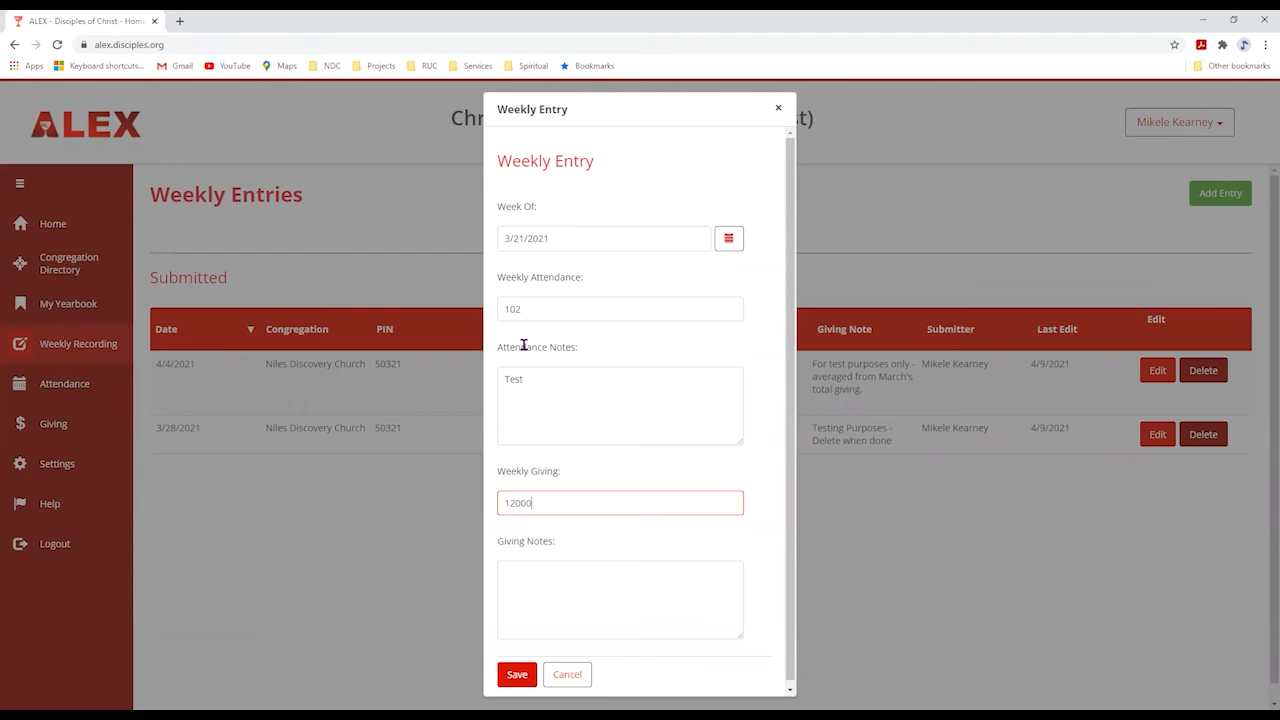 ALEX - Disciples of Christ - Hom
alex.disciples.org
Apps
Keyboard shortcuts...
Gmail
YouTube
Maps
NDC
Projects
RUC
Services
Spiritual
Bookmarks
Other bookmarks
ALEX
Chr
st)
Mikele Kearney
Weekly Entries
Add Entry
Home
Congregation
Directory
My Yearbook
Weekly Recording
Attendance
Giving
Settings
Help
Logout
Submitted
Date
Congregation
PIN
Giving Note
Submitter
Last Edit
Edit
4/4/2021
Niles Discovery Church
50321
For test purposes only -
averaged from March's
total giving.
Mikele Kearney
4/9/2021
Edit
Delete
3/28/2021
Niles Discovery Church
50321
Testing Purposes -
Delete when done
Mikele Kearney
4/9/2021
Edit
Delete
Weekly Entry
×
Weekly Entry
Week Of:
3/21/2021
Weekly Attendance:
102
Attendance Notes:
Test
Weekly Giving:
12000
Giving Notes:
Save
Cancel